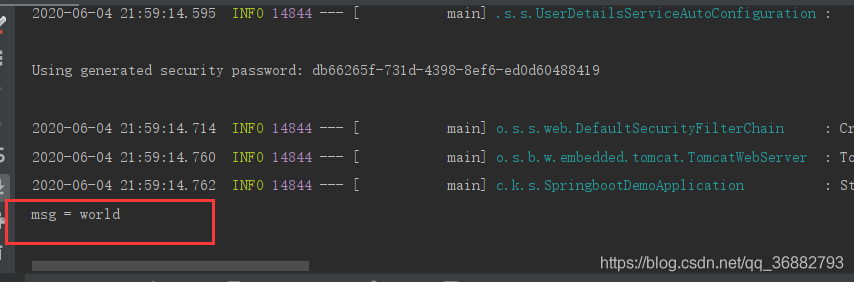 2020-06-04 21:59:14.595  INFO 14844 --- [           main] .s.s.UserDetailsServiceAutoConfiguration :
Using generated security password: db66265f-731d-4398-8ef6-ed0d60488419
2020-06-04 21:59:14.714  INFO 14844 --- [           main] o.s.s.web.DefaultSecurityFilterChain     : Cr
2020-06-04 21:59:14.760  INFO 14844 --- [           main] o.s.b.w.embedded.tomcat.TomcatWebServer  : To
2020-06-04 21:59:14.762  INFO 14844 --- [           main] c.k.s.SpringbootDemoApplication          : St
msg = world
https://blog.csdn.net/qq_36882793